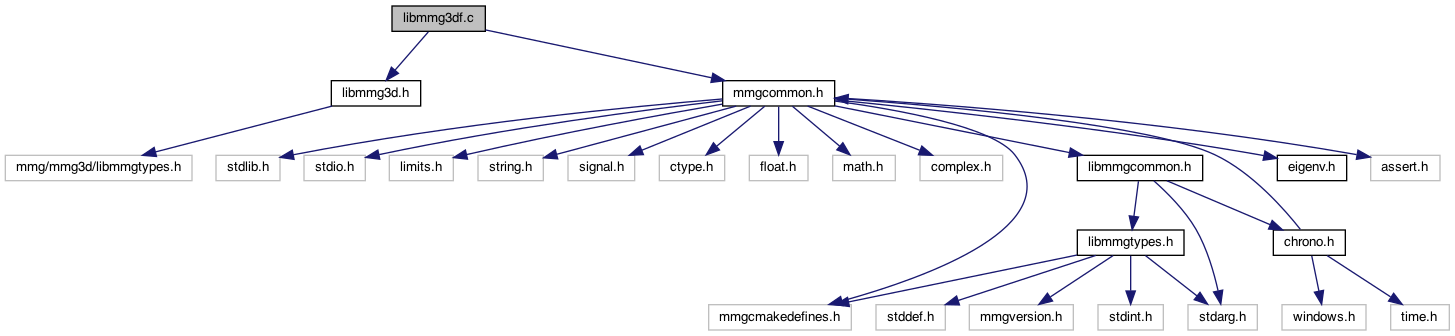 libmmg3df.c
libmmg3d.h
mmgcommon.h
mmg/mmg3d/libmmgtypes.h
stdlib.h
stdio.h
limits.h
string.h
signal.h
ctype.h
float.h
math.h
complex.h
libmmgcommon.h
eigenv.h
assert.h
libmmgtypes.h
chrono.h
mmgcmakedefines.h
stddef.h
mmgversion.h
stdint.h
stdarg.h
windows.h
time.h